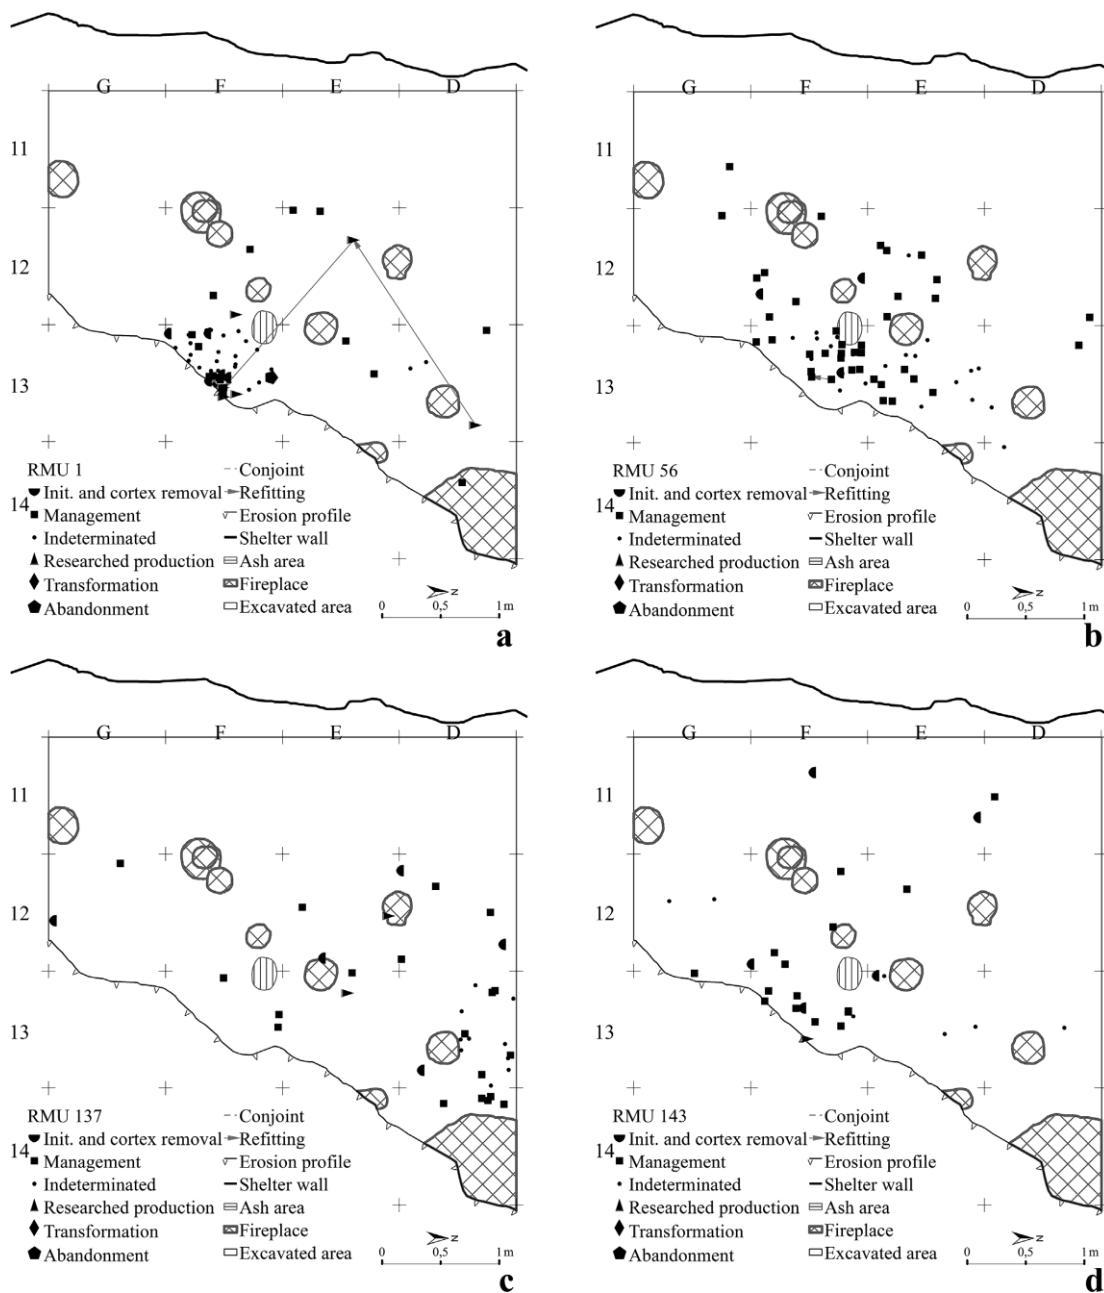 G F E D
11
12
13
RMU 1 Conjoint
Init. and cortex removal Refitting
Management Erosion profile
14
Indeterminated Shelter wall
Researched production Ash area
Transformation Fireplace
Abandonment Excavated area
N
0 0,5 1 m
a
G F E D
11
12
13
RMU 56 Conjoint
Init. and cortex removal Refitting
Management Erosion profile
14
Indeterminated Shelter wall
Researched production Ash area
Transformation Fireplace
Abandonment Excavated area
N
0 0,5 1 m
b
G F E D
11
12
13
RMU 137 Conjoint
Init. and cortex removal Refitting
14
Management Erosion profile
Indeterminated Shelter wall
Researched production Ash area
Transformation Fireplace
Abandonment Excavated area
N
0 0,5 1 m
c
G F E D
11
12
13
RMU 143 Conjoint
Init. and cortex removal Refitting
14
Management Erosion profile
Indeterminated Shelter wall
Researched production Ash area
Transformation Fireplace
Abandonment Excavated area
N
0 0,5 1 m
d